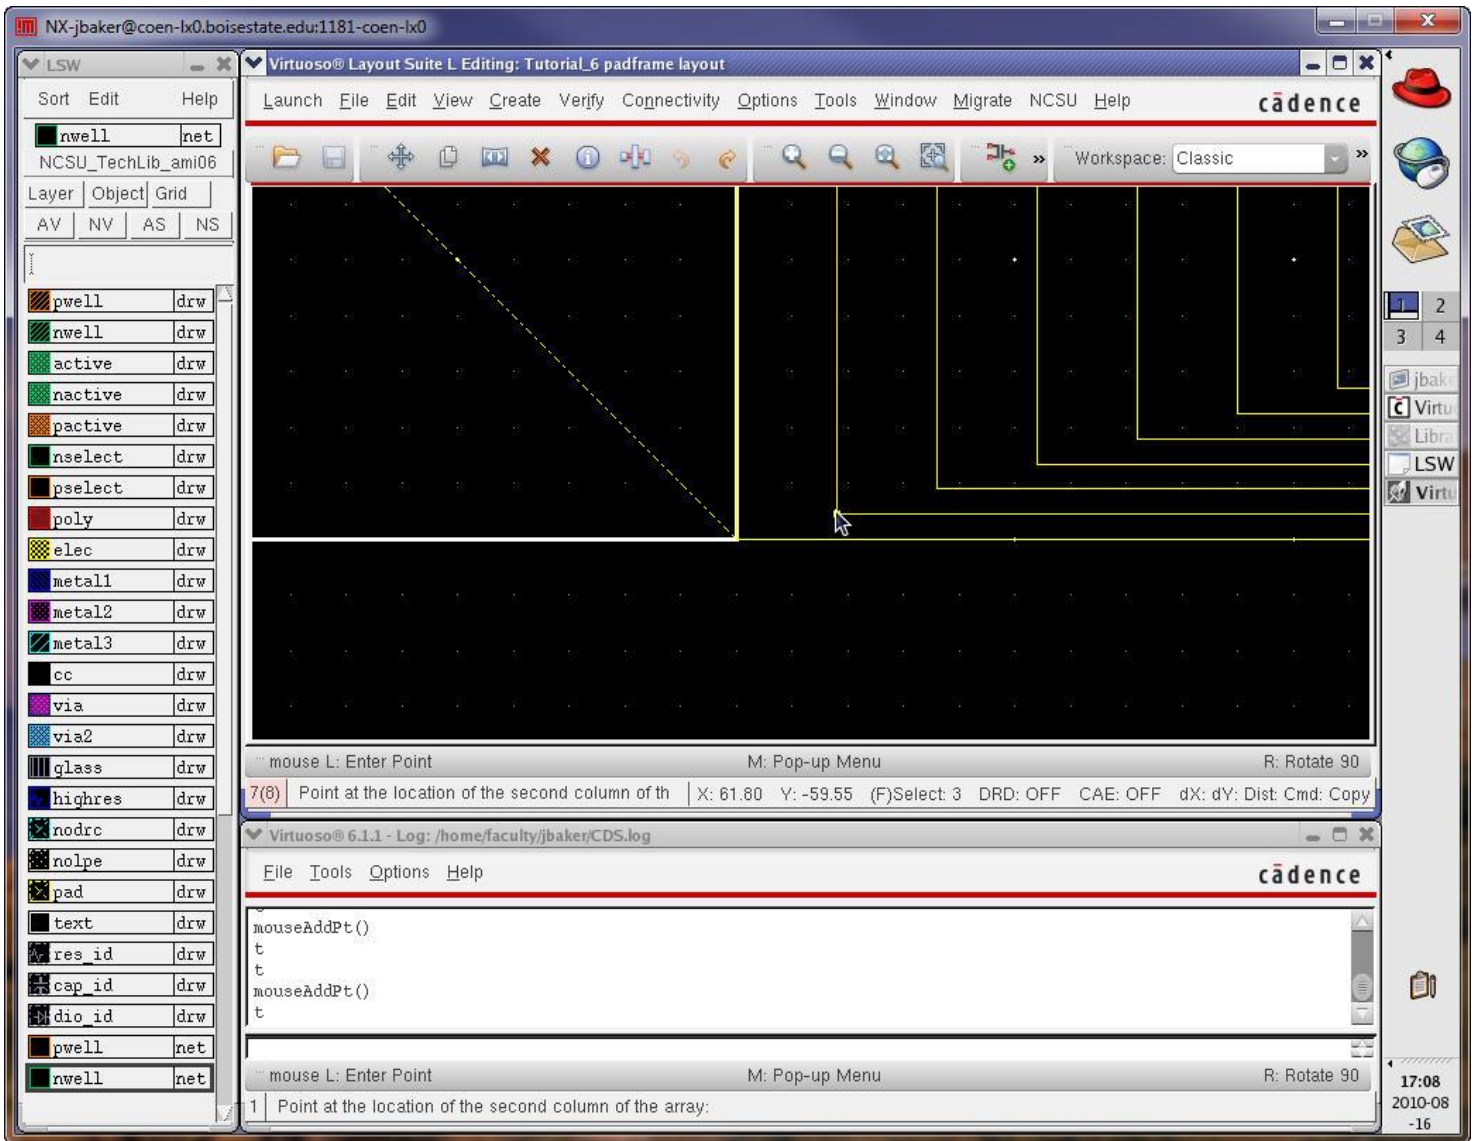 NX-jbaker@coen-lx0.boisestate.edu:1181-coen-lx0
LSW
Sort Edit Help
nwell net
NCSU_TechLib_ami06
Layer Object Grid
AV NV AS NS
pwell drw
nwell drw
active drw
nactive drw
pactive drw
nselect drw
pselect drw
poly drw
elec drw
metal1 drw
metal2 drw
metal3 drw
cc drw
via drw
via2 drw
glass drw
highres drw
nodrc drw
nolpe drw
pad drw
text drw
res_id drw
cap_id drw
dio_id drw
pwell net
nwell net
Virtuoso® Layout Suite L Editing: Tutorial_6 padframe layout
Launch File Edit View Create Verify Connectivity Options Tools Window Migrate NCSU Help
cādence
» Workspace: Classic »
mouse L: Enter Point M: Pop-up Menu R: Rotate 90
7(8) Point at the location of the second column of th X: 61.80 Y: -59.55 (F)Select: 3 DRD: OFF CAE: OFF dX: dY: Dist: Cmd: Copy
Virtuoso® 6.1.1 - Log: /home/faculty/jbaker/CDS.log
File Tools Options Help
cādence
mouseAddPt()
t
t
mouseAddPt()
t
mouse L: Enter Point M: Pop-up Menu R: Rotate 90
1 Point at the location of the second column of the array:
1 2
3 4
jbake
Virtu
Libra
LSW
Virtu
17:08
2010-08
-16